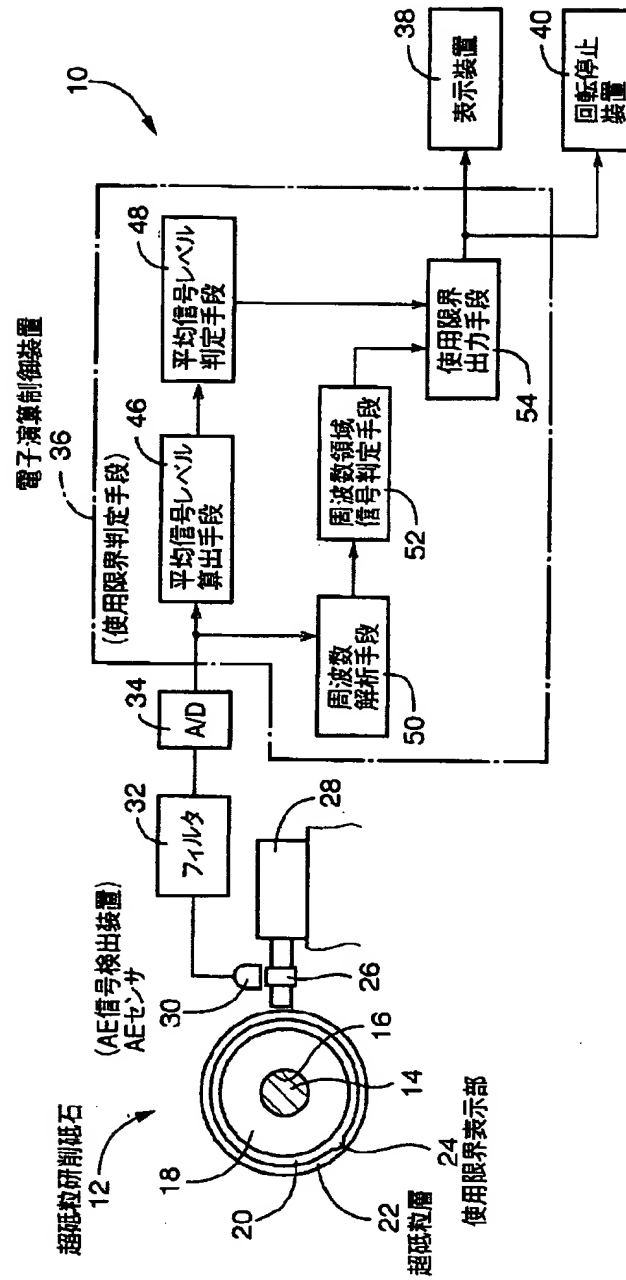 10
電子演算制御装置
36
(使用限界判定手段)
38
表示装置
40
回転停止
装置
48
平均信号レベル
判定手段
46
平均信号レベル
算出手段
52
周波数領域
信号判定手段
54
使用限界
出力手段
50
周波数
解析手段
34
A/D
32
フィルタ
(AE信号検出装置)
AEセンサ
30
28
26
超砥粒研削砥石
12
18
16
14
20
22
超砥粒層
24
使用限界表示部